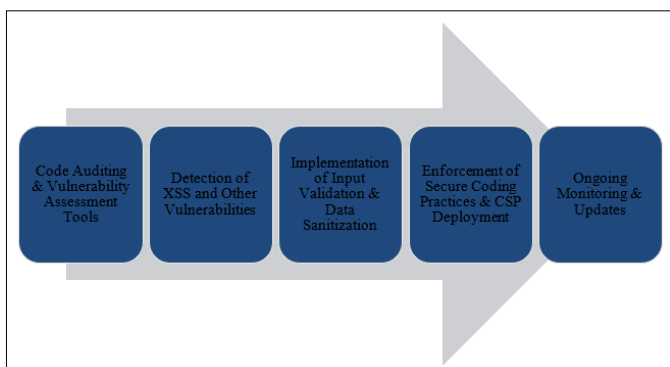 Code Auditing
& Vulnerability
Assessment
Tools
Detection of
XSS and Other
Vulnerabilities
Implementation
of Input
Validation &
Data
Sanitization
Enforcement of
Secure Coding
Practices & CSP
Deployment
Ongoing
Monitoring &
Updates